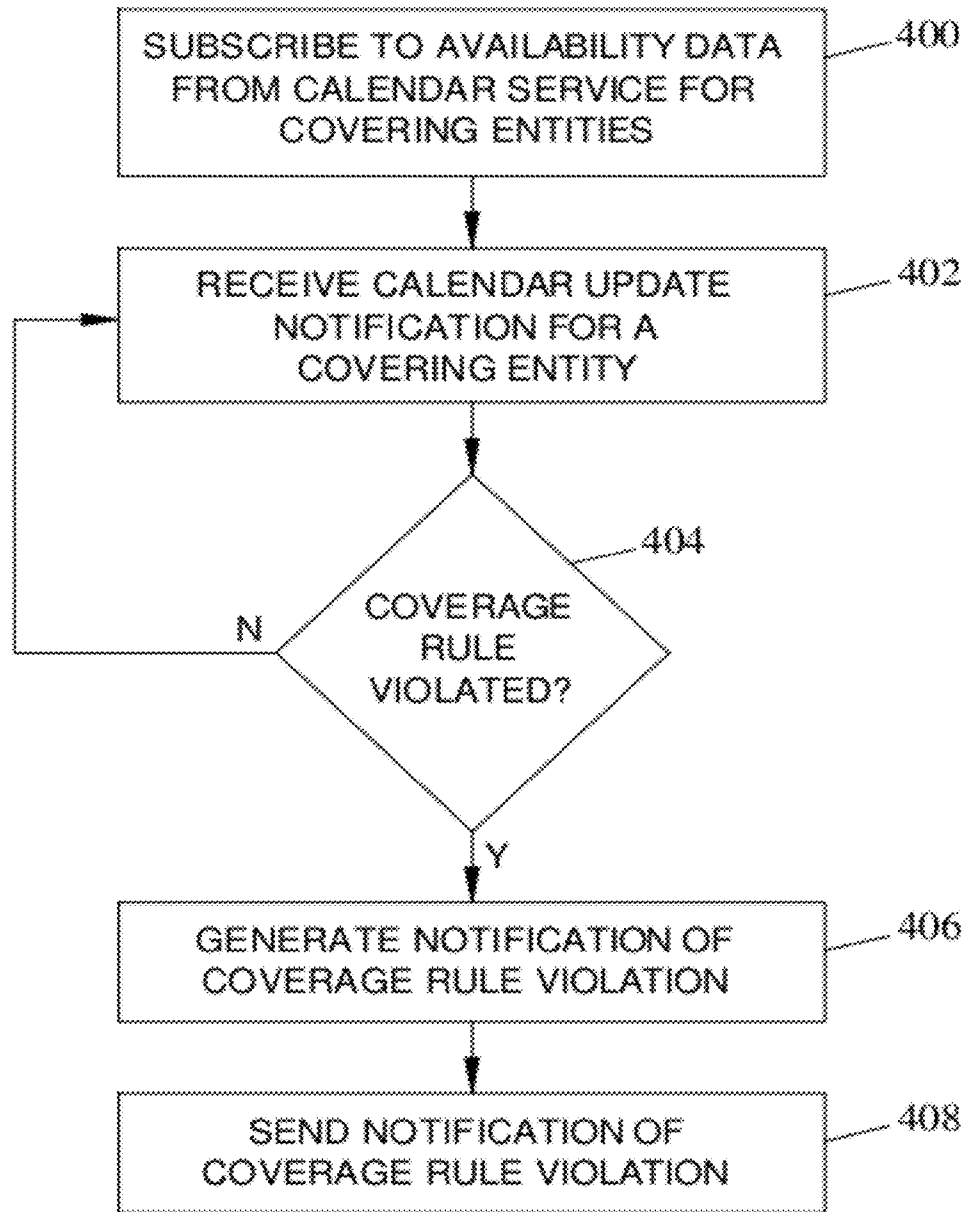 SUBSCRIBE TO AVAILABILITY DATA
FROM CALENDAR SERVICE FOR
COVERING ENTITIES
400
RECEIVE CALENDAR UPDATE
NOTIFICATION FOR A
COVERING ENTITY
402
404
COVERAGE
RULE
VIOLATED?
N
Y
GENERATE NOTIFICATION OF
COVERAGE RULE VIOLATION
406
SEND NOTIFICATION OF
COVERAGE RULE VIOLATION
408